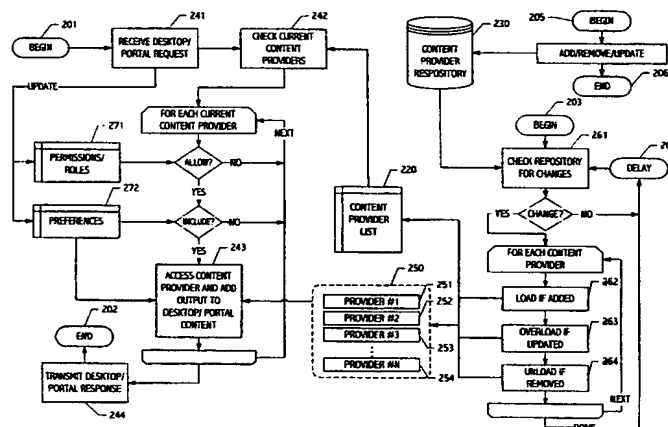 201
BEGIN
241
RECEIVE DESKTOP/
PORTAL REQUEST
242
CHECK CURRENT
CONTENT
PROVIDERS
230
CONTENT
PROVIDER
RESPOSITORY
205
BEGIN
ADD/REMOVE/UPDATE
END
206
UPDATE
FOR EACH CURRENT
CONTENT PROVIDER
NEXT
271
PERMISSIONS/
ROLES
ALLOW?
NO
YES
272
PREFERENCES
INCLUDE?
NO
YES
243
ACCESS CONTENT
PROVIDER AND ADD
OUTPUT TO
DESKTOP/ PORTAL
CONTENT
202
END
TRANSMIT DESKTOP/
PORTAL RESPONSE
244
220
CONTENT
PROVIDER
LIST
250
PROVIDER #1
251
PROVIDER #2
252
PROVIDER #3
253
PROVIDER #N
254
203
BEGIN
261
CHECK REPOSITORY
FOR CHANGES
DELAY
YES
CHANGE?
NO
FOR EACH CONTENT
PROVIDER
262
LOAD IF ADDED
263
OVERLOAD IF
UPDATED
264
UNLOAD IF
REMOVED
NEXT
DONE